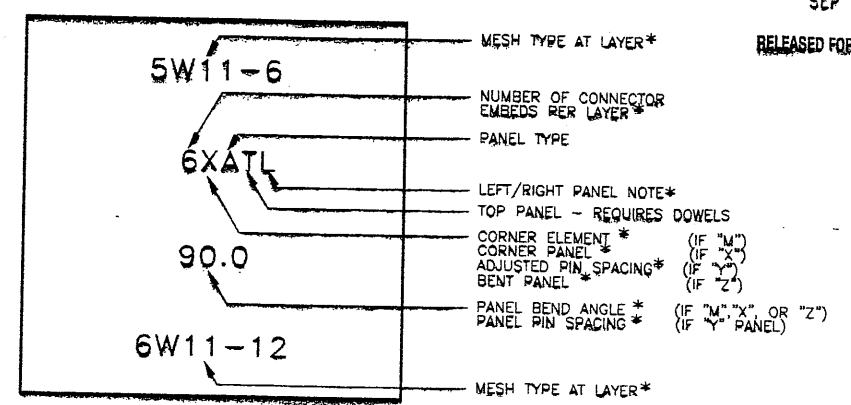 SEP
MESH TYPE AT LAYER*
RELEASED FOR
5W11-6
NUMBER OF CONNECTOR
EMBEDS PER LAYER*
PANEL TYPE
6XATL
LEFT/RIGHT PANEL NOTE*
TOP PANEL - REQUIRES DOWELS
CORNER ELEMENT * (IF "M")
CORNER PANEL * (IF "X")
ADJUSTED PIN SPACING* (IF "Y")
BENT PANEL * (IF "Z")
90.0
PANEL BEND ANGLE * (IF "M","X", OR "Z")
PANEL PIN SPACING * (IF "Y" PANEL)
6W11-12
MESH TYPE AT LAYER*